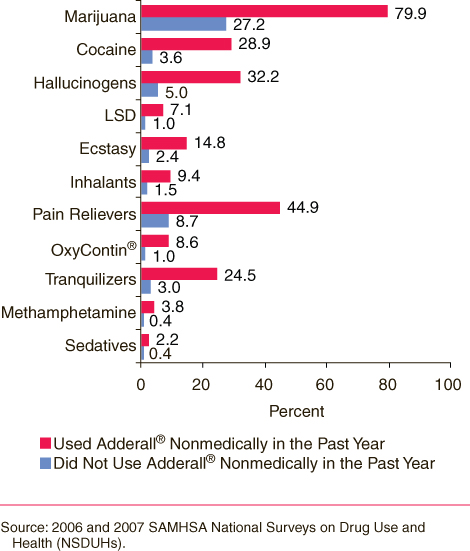 Marijuana 79.9
27.2
Cocaine 28.9
3.6
Hallucinogens 32.2
5.0
LSD 7.1
1.0
Ecstasy 14.8
2.4
Inhalants 9.4
1.5
Pain Relievers 44.9
8.7
OxyContin® 8.6
1.0
Tranquilizers 24.5
3.0
Methamphetamine 3.8
0.4
Sedatives 2.2
0.4
0 20 40 60 80 100
Percent
Used Adderall® Nonmedically in the Past Year
Did Not Use Adderall® Nonmedically in the Past Year
Source: 2006 and 2007 SAMHSA National Surveys on Drug Use and
Health (NSDUHs).